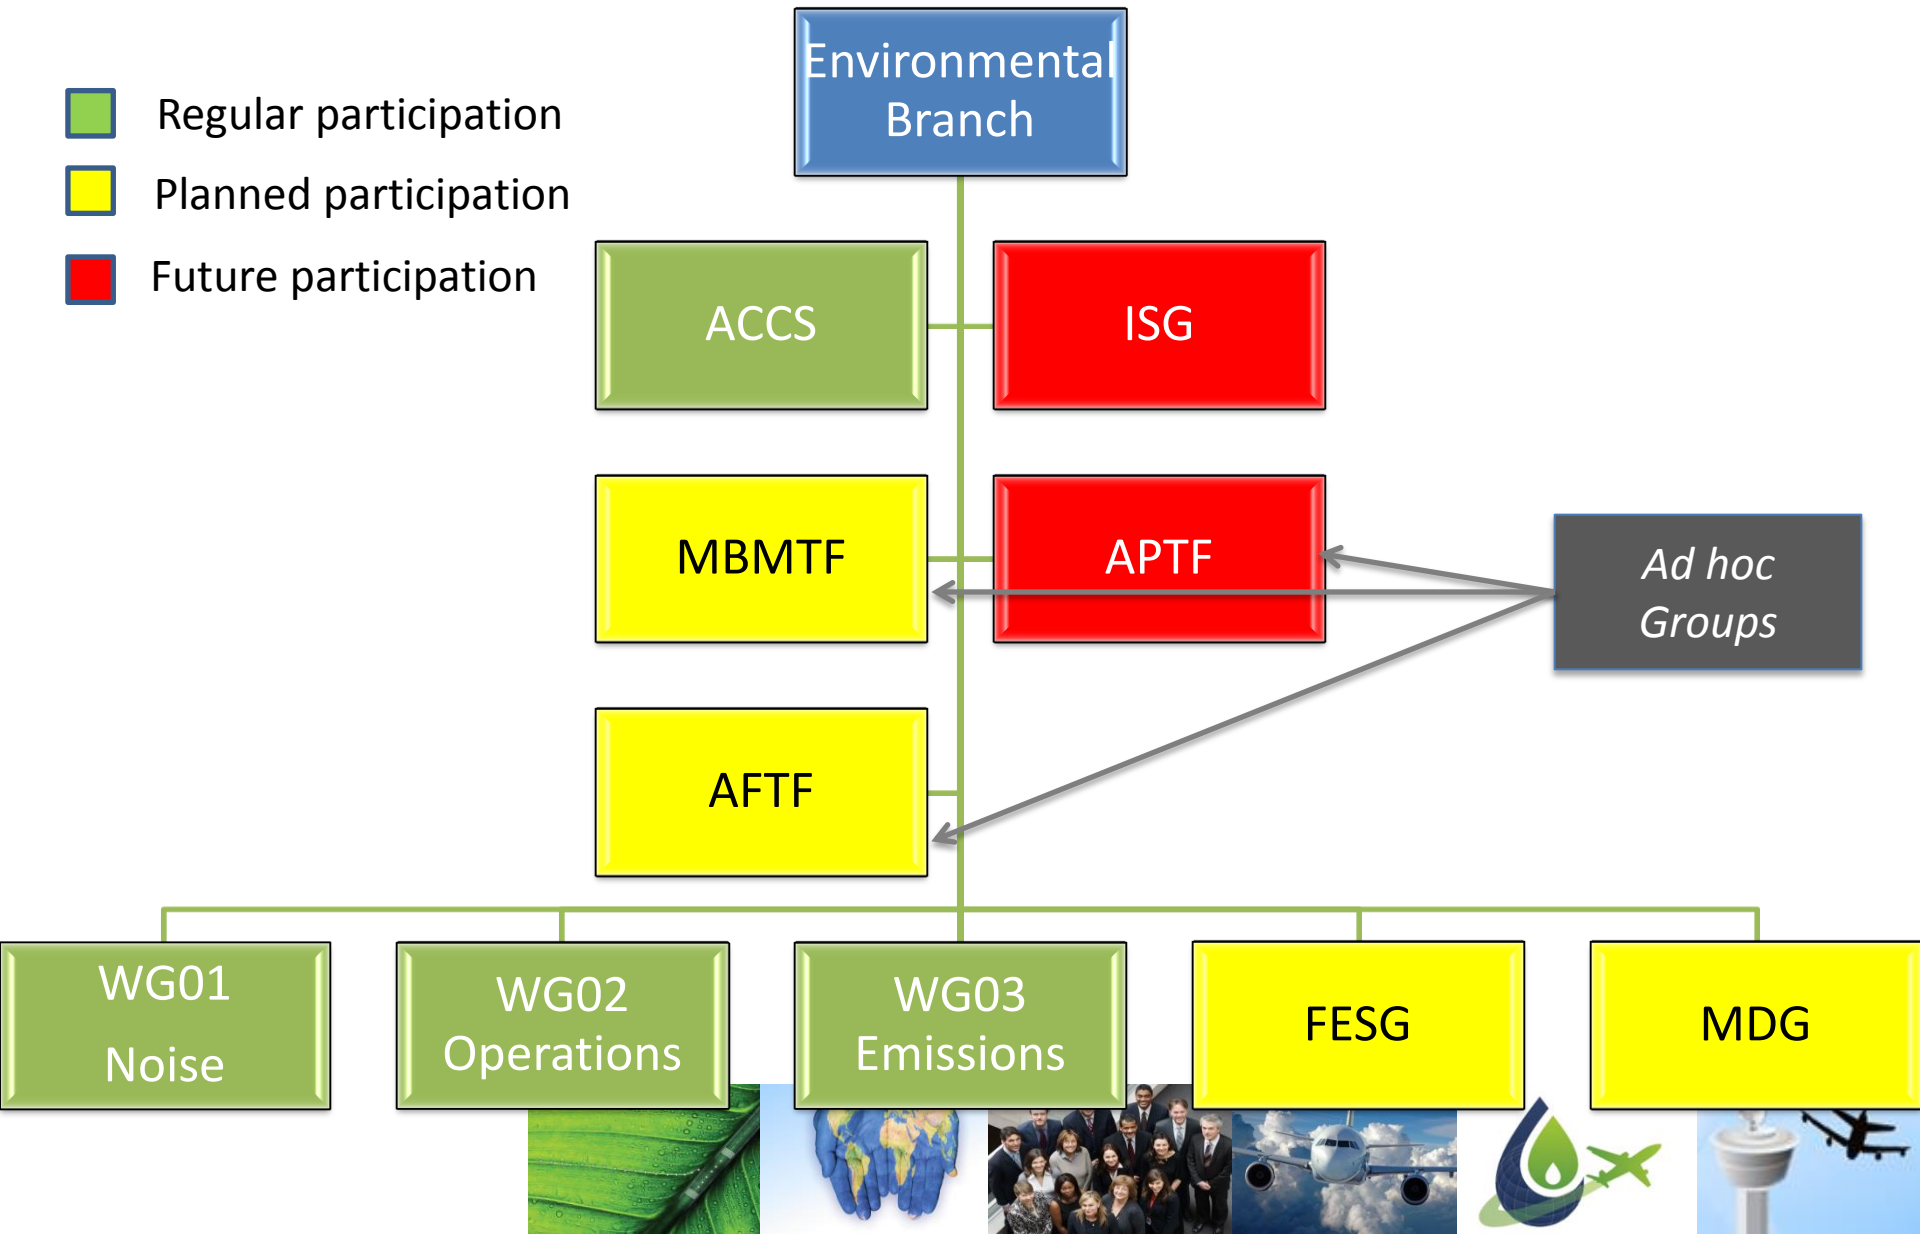 Environmental
Branch
Regular participation
Planned participation
Future participation
ACCS
ISG
MBMTF
APTF
Ad hoc
Groups
AFTF
WG01
Noise
WG02
Operations
WG03
Emissions
FESG
MDG